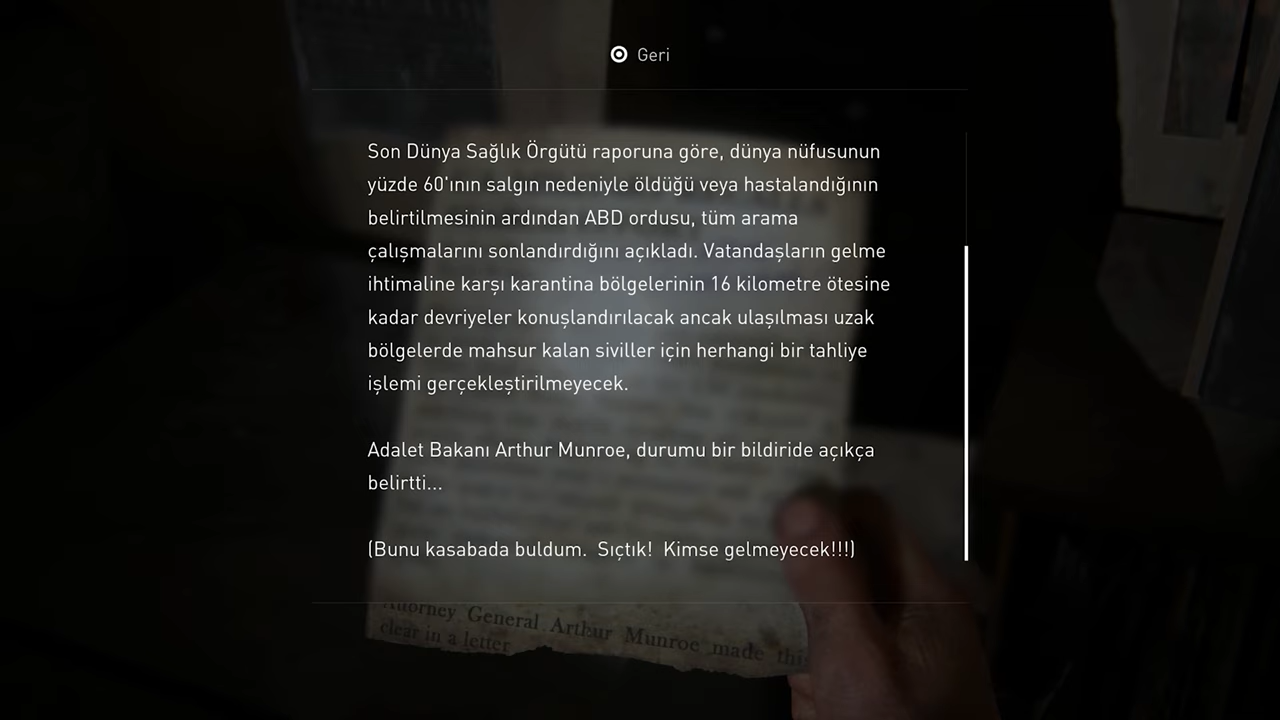 Geri
Son Dünya Sağlık Örgütü raporuna göre, dünya nüfusunun
yüzde 60'ının salgın nedeniyle öldüğü veya hastalandığının
belirtilmesinin ardından ABD ordusu, tüm arama
çalışmalarını sonlandırdığını açıkladı. Vatandaşların gelme
ihtimaline karşı karantina bölgelerinin 16 kilometre ötesine
kadar devriyeler konuşlandırılacak ancak ulaşılması uzak
bölgelerde mahsur kalan siviller için herhangi bir tahliye
işlemi gerçekleştirilmeyecek.
Adalet Bakanı Arthur Munroe, durumu bir bildiride açıkça
belirtti...
(Bunu kasabada buldum.  Sıçtık!  Kimse gelmeyecek!!!)
Attorney General Arthur Munroe made this
clear in a letter